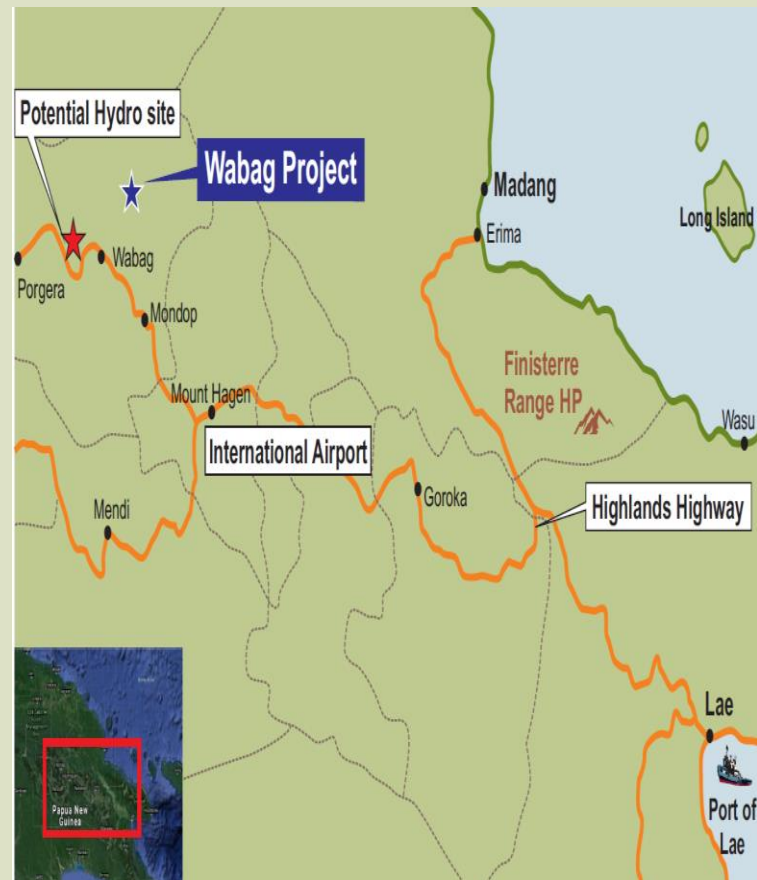 Potential Hydro site
Wabag Project
Madang
Long Island
Erima
Wabag
Porgera
Mondop
Finisterre
Range HP
Mount Hagen
Wasu
International Airport
Goroka
Highlands Highway
Mendi
Lae
Port of
Lae
Papua New
Guinea